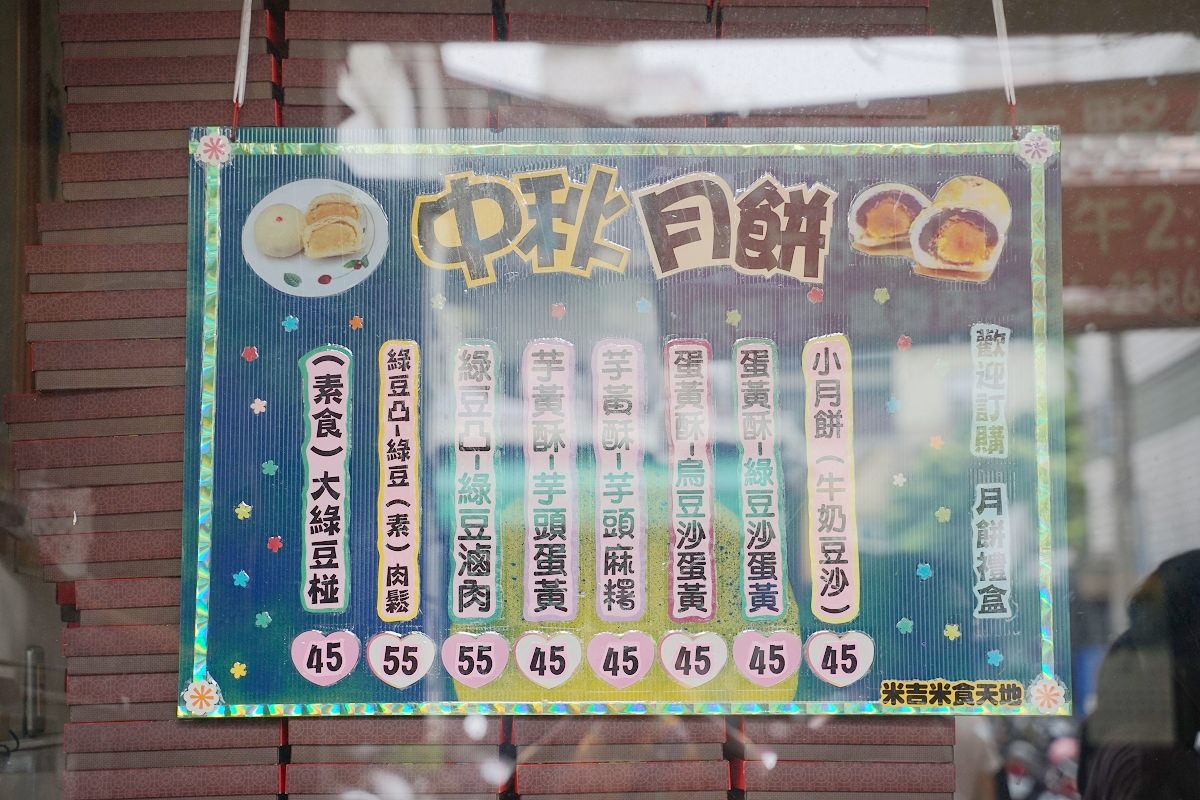 中秋月餅
歡迎訂購 月餅禮盒
小月餅（牛奶豆沙）
45
蛋黃酥-綠豆沙蛋黃
45
蛋黃酥-烏豆沙蛋黃
45
芋黃酥-芋頭麻糬
45
芋黃酥-芋頭蛋黃
45
綠豆凸-綠豆滷肉
55
綠豆凸-綠豆（素）肉鬆
55
（素食）大綠豆椪
45
米吉米食天地
午2: